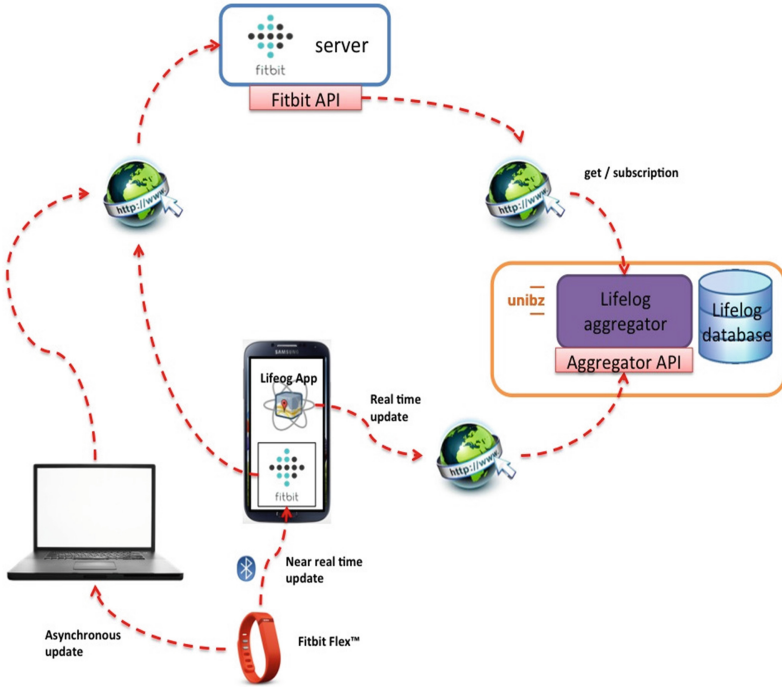 fitbit
server
Fitbit API
http://www
http://www
get / subscription
unibz
Lifelog
aggregator
Lifelog
database
Aggregator API
SAMSUNG
Lifeog App
Real time
update
http://www
fitbit
Near real time
update
Asynchronous
update
Fitbit Flex™